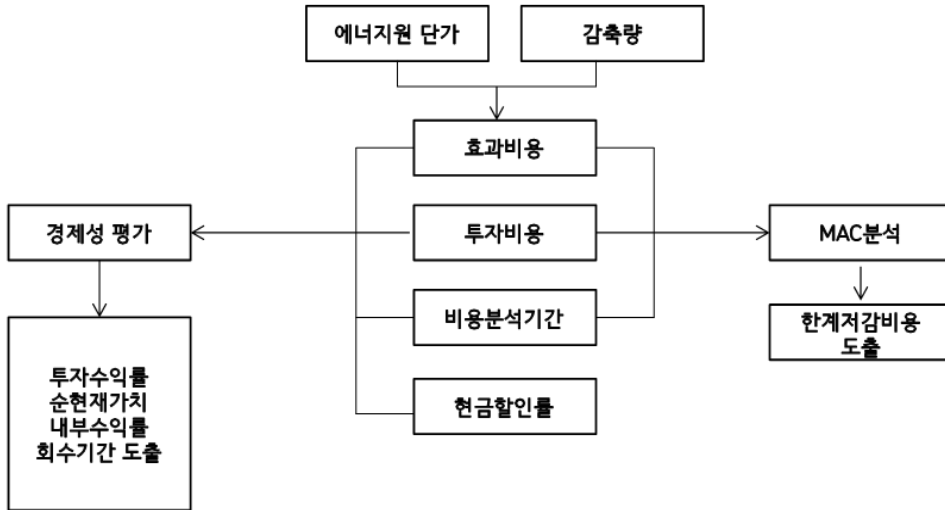 에너지원 단가
감축량
효과비용
경제성 평가
투자비용
MAC분석
비용분석기간
한계저감비용
도출
투자수익률
순현재가치
내부수익률
회수기간 도출
현금할인률